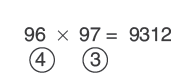 96 × 97 = 9312
④ ③